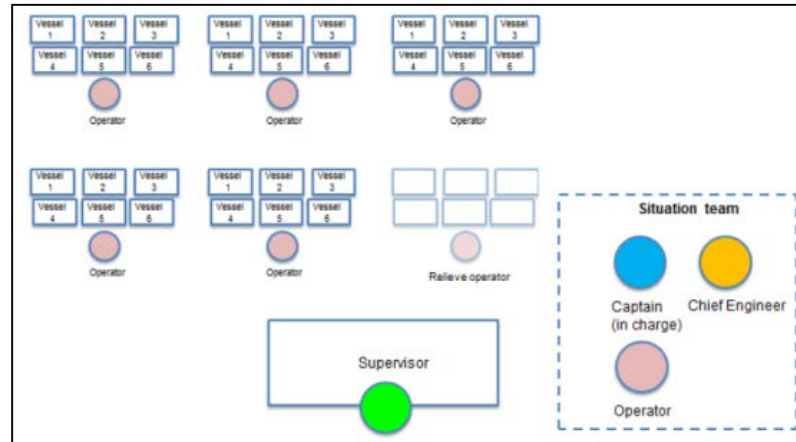 Vessel 1 Vessel 2 Vessel 3 Vessel 1 Vessel 2 Vessel 3 Vessel 1 Vessel 2 Vessel 3
Vessel 4 Vessel 5 Vessel 6 Vessel 4 Vessel 5 Vessel 6 Vessel 4 Vessel 5 Vessel 6
Operator Operator Operator
Vessel 1 Vessel 2 Vessel 3 Vessel 1 Vessel 2 Vessel 3
Vessel 4 Vessel 5 Vessel 6 Vessel 4 Vessel 5 Vessel 6
Operator Operator Relieve operator
Supervisor
Situation team
Captain
(in charge)
Chief Engineer
Operator